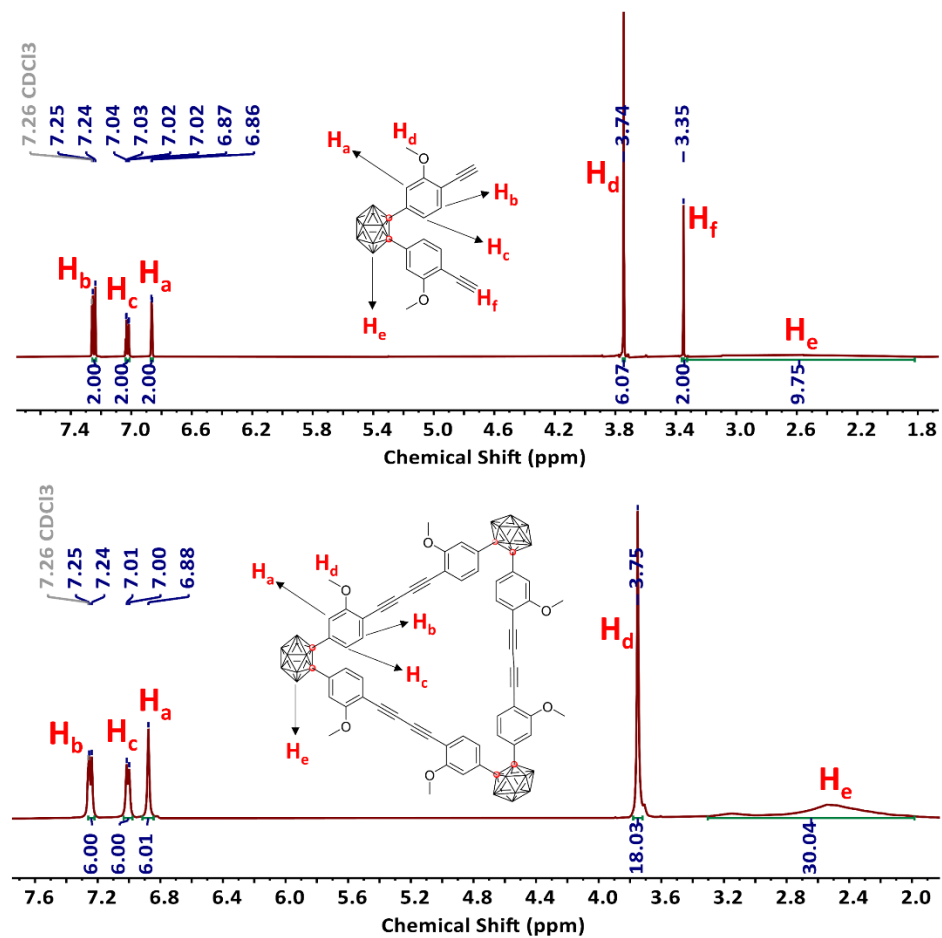 7.26 CDCl3
7.25
7.24
7.04
7.03
7.02
7.02
6.87
6.86
3.74
3.35
Hd
Ha
O
Hb
Hc
O
Hf
He
Hb
Hc
Ha
Hd
Hf
He
2.00
2.00
2.00
6.07
2.00
9.75
7.4 7.0 6.6 6.2 5.8 5.4 5.0 4.6 4.2 3.8 3.4 3.0 2.6 2.2 1.8
Chemical Shift (ppm)
7.26 CDCl3
7.25
7.24
7.01
7.00
6.88
3.75
Hd
Ha
O
O
Hb
Hc
O
He
O
O
O
Hb
Hc
Ha
Hd
He
6.00
6.00
6.01
18.03
30.04
7.6 7.2 6.8 6.4 6.0 5.6 5.2 4.8 4.4 4.0 3.6 3.2 2.8 2.4 2.0
Chemical Shift (ppm)